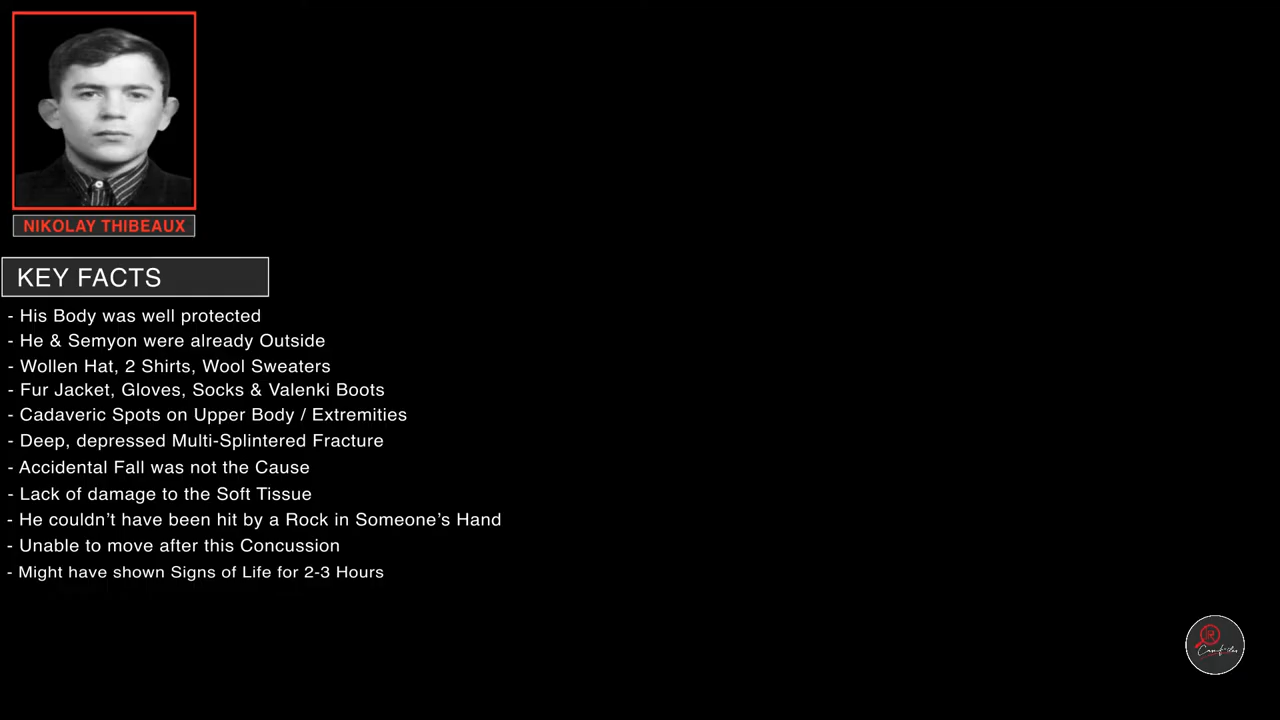 NIKOLAY THIBEAUX
KEY FACTS
- His Body was well protected
- He & Semyon were already Outside
- Wollen Hat, 2 Shirts, Wool Sweaters
- Fur Jacket, Gloves, Socks & Valenki Boots
- Cadaveric Spots on Upper Body / Extremities
- Deep, depressed Multi-Splintered Fracture
- Accidental Fall was not the Cause
- Lack of damage to the Soft Tissue
- He couldn't have been hit by a Rock in Someone's Hand
- Unable to move after this Concussion
- Might have shown Signs of Life for 2-3 Hours